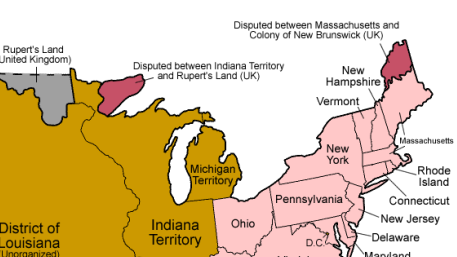 Disputed between Massachusetts and
Colony of New Brunswick (UK)
Rupert's Land
United Kingdom)
Disputed between Indiana Territory
and Rupert's Land (UK)
New
Hampshire
Vermont
Massachusetts
New
York
Michigan
Territory
Rhode
Island
Pennsylvania
Connecticut
New Jersey
District of
Louisiana
(Unorganized)
Indiana
Territory
Ohio
D.C.
Delaware
Maryland